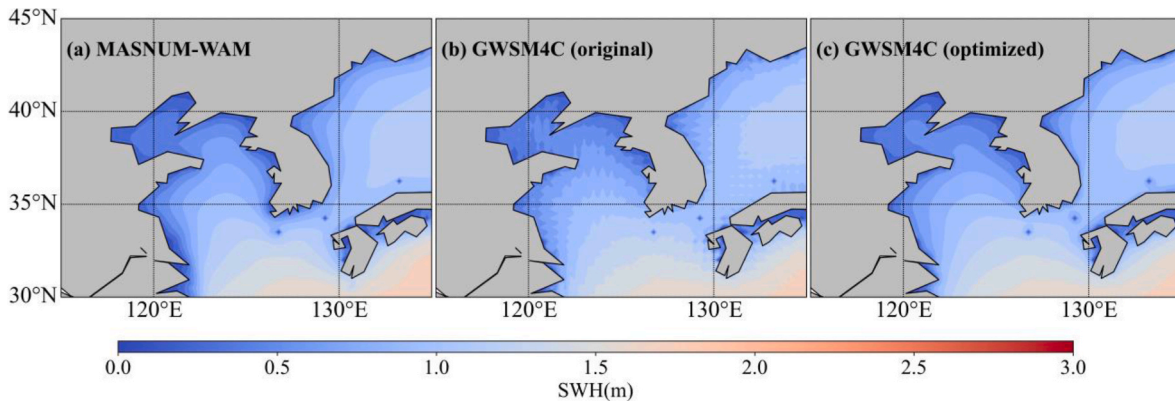 45°N
(a) MASNUM-WAM (b) GWSM4C (original) (c) GWSM4C (optimized)
40°N
35°N
30°N
120°E 130°E 120°E 130°E 120°E 130°E
0.0 0.5 1.0 1.5 2.0 2.5 3.0
SWH(m)